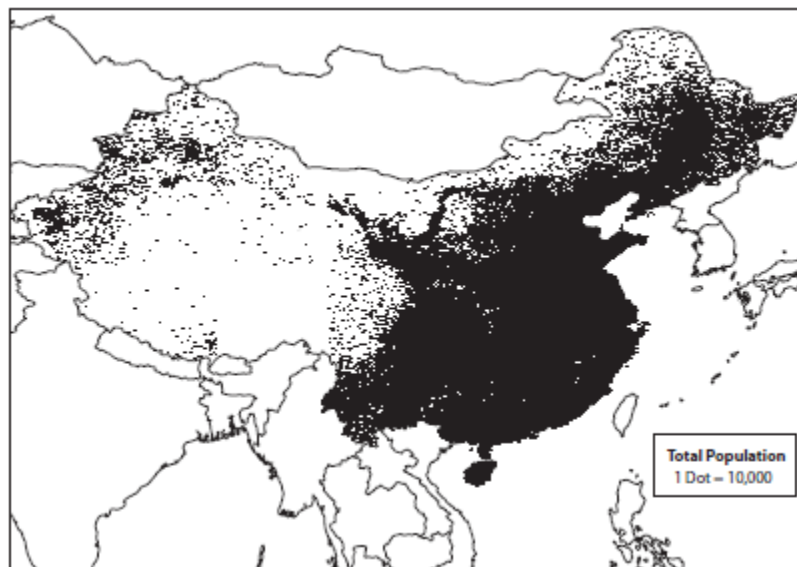 Total Population
1 Dot = 10,000